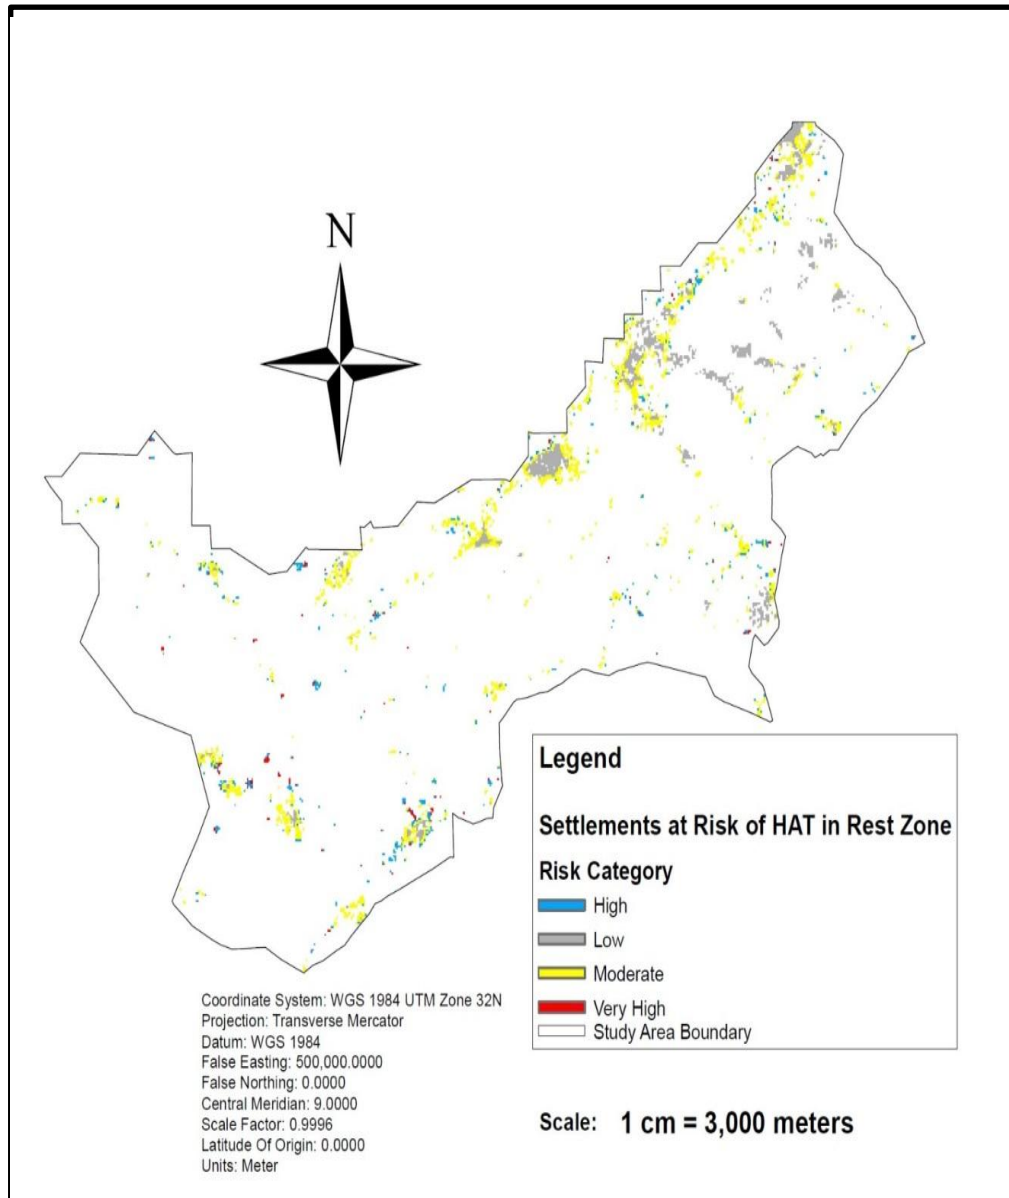 N
Legend
Settlements at Risk of HAT in Rest Zone
Risk Category
High
Low
Moderate
Very High
Study Area Boundary
Coordinate System: WGS 1984 UTM Zone 32N
Projection: Transverse Mercator
Datum: WGS 1984
False Easting: 500,000.0000
False Northing: 0.0000
Central Meridian: 9.0000
Scale Factor: 0.9996
Latitude Of Origin: 0.0000
Units: Meter
Scale: 1 cm = 3,000 meters